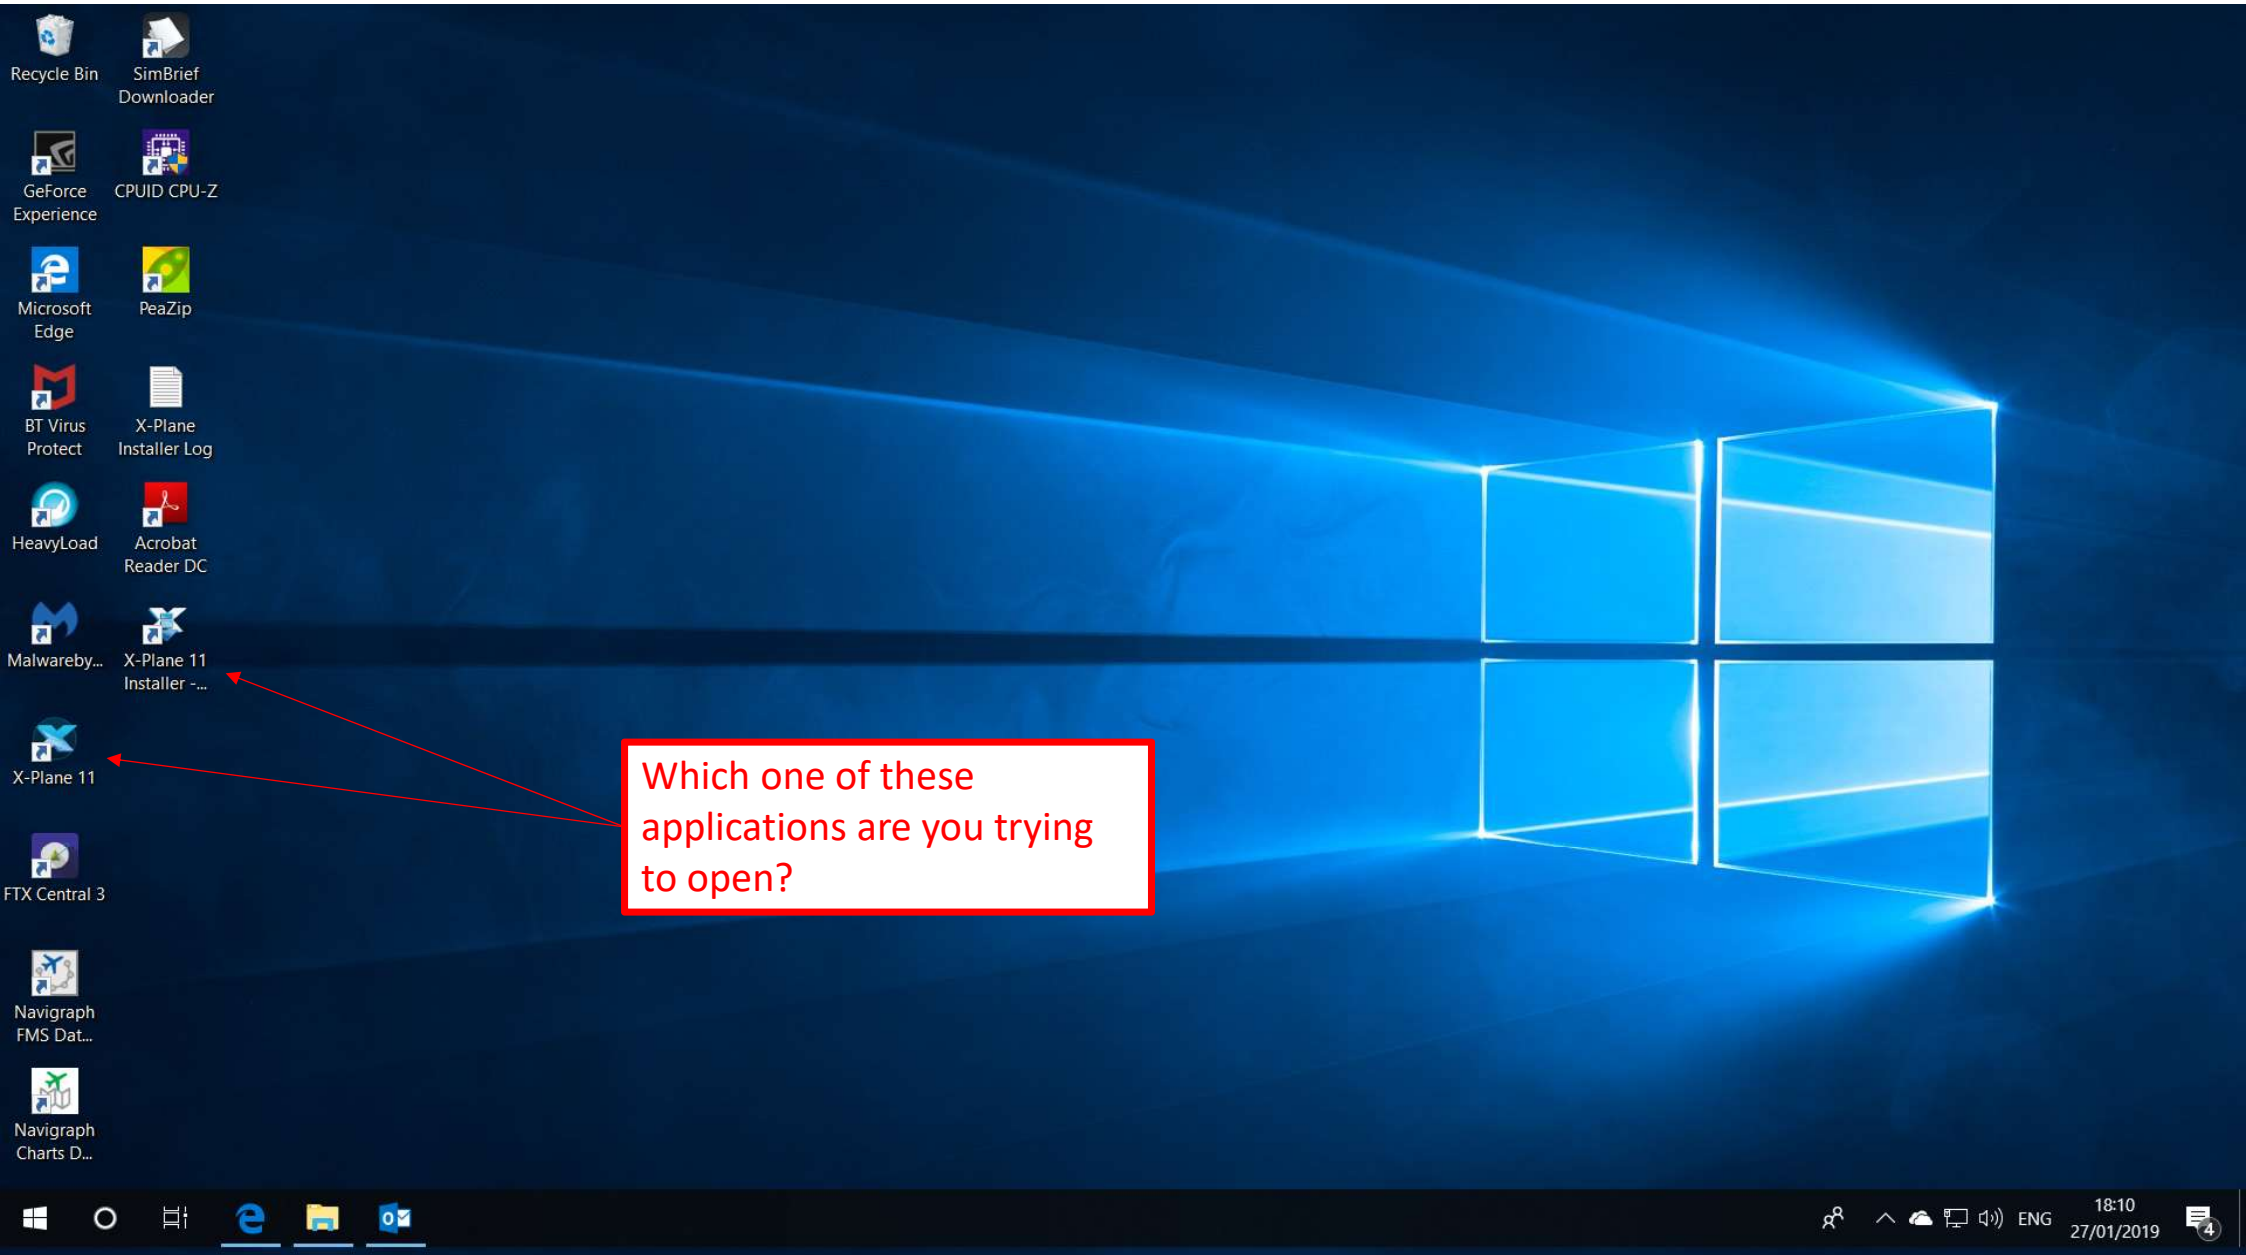 Recycle Bin
SimBrief
Downloader
GeForce
Experience
CPUID CPU-Z
Microsoft
Edge
PeaZip
BT Virus
Protect
X-Plane
Installer Log
HeavyLoad
Acrobat
Reader DC
Malwareby...
X-Plane 11
Installer -...
X-Plane 11
Which one of these
applications are you trying
to open?
FTX Central 3
Navigraph
FMS Dat...
Navigraph
Charts D...
ENG
18:10
27/01/2019
4